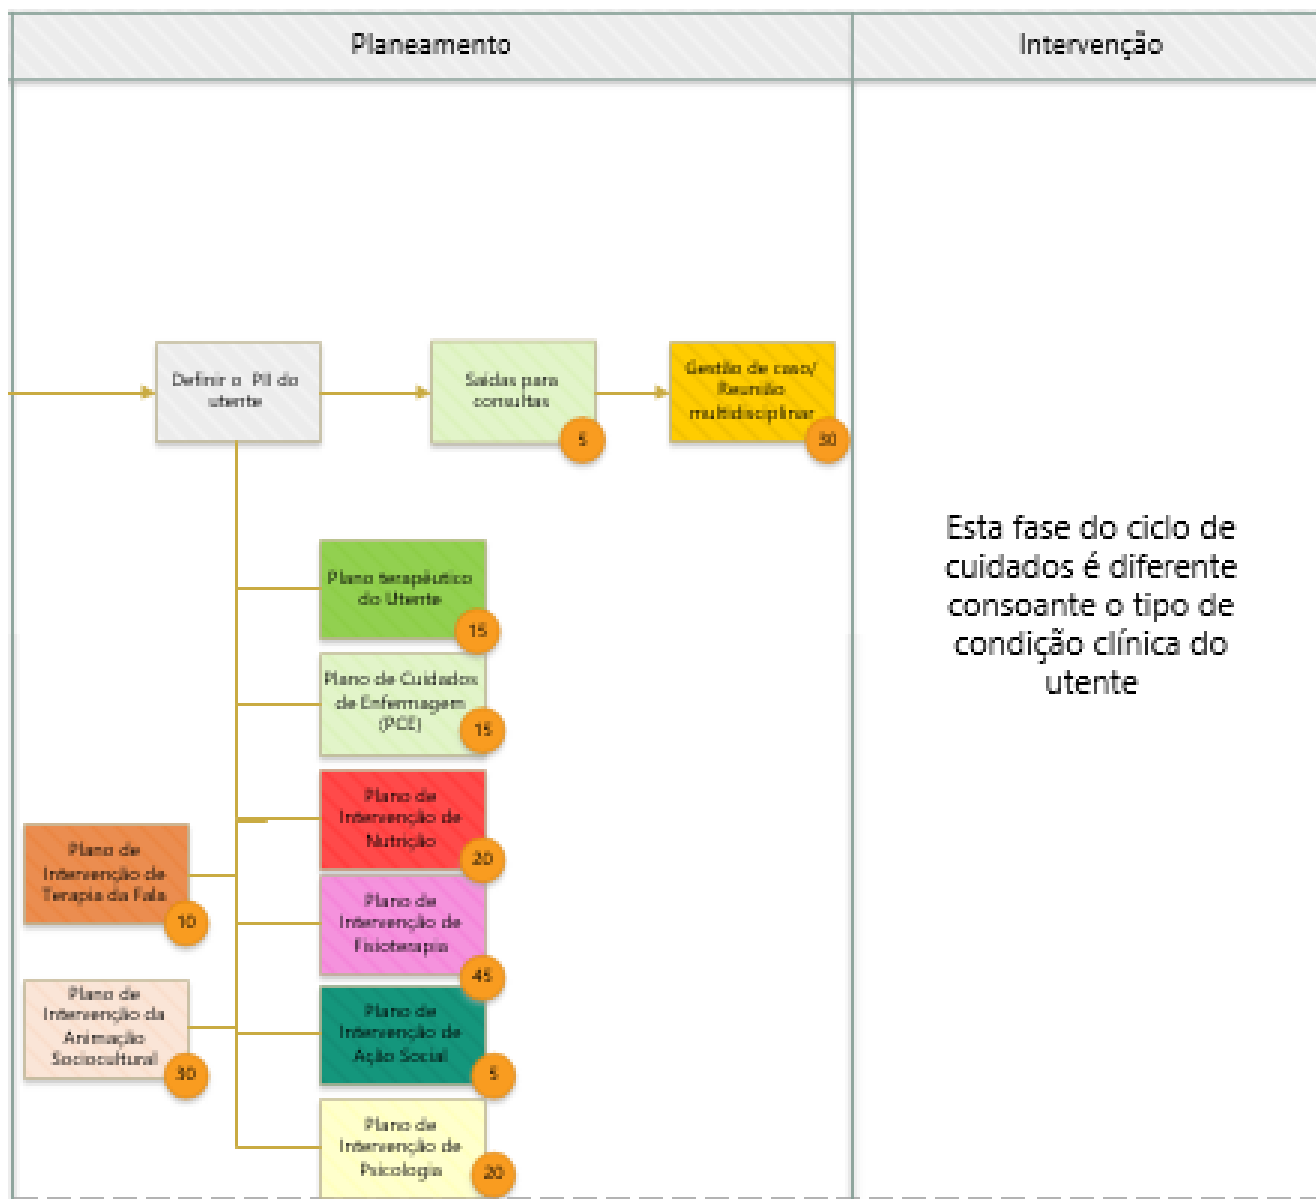 Planeamento
Intervenção
Definir o PII do
utente
Saídas para
consultas
5
Gestão de caso/
Reunião
multidisciplinar
30
Plano terapêutico
do Utente
15
Plano de Cuidados
de Enfermagem
(PCE)
15
Plano de
Intervenção de
Nutrição
20
Plano de
Intervenção de
Terapia da Fala
10
Plano de
Intervenção de
Fisioterapia
45
Plano de
Intervenção da
Animação
Sociocultural
30
Plano de
Intervenção de
Ação Social
5
Plano de
Intervenção de
Psicologia
20
Esta fase do ciclo de
cuidados é diferente
consoante o tipo de
condição clínica do
utente